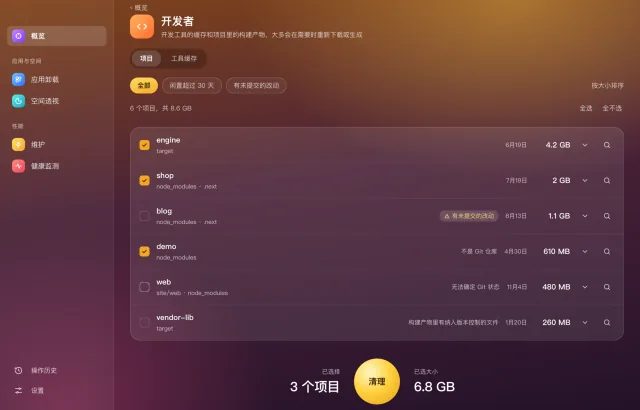 概览
开发者
开发工具的缓存和项目里的构建产物，大多会在需要时重新下载或生成
概览
应用与空间
应用卸载
空间透视
性能
维护
健康监测
项目
工具缓存
全部
闲置超过 30 天
有未提交的改动
按大小排序
6 个项目，共 8.6 GB
全选
全不选
engine
target
6月19日
4.2 GB
shop
node_modules · .next
7月19日
2 GB
blog
node_modules · .next
有未提交的改动
8月13日
1.1 GB
demo
node_modules
不是 Git 仓库
4月30日
610 MB
web
site/web · node_modules
无法确定 Git 状态
11月4日
480 MB
vendor-lib
target
构建产物里有纳入版本控制的文件
1月20日
260 MB
操作历史
设置
已选择
3 个项目
清理
已选大小
6.8 GB